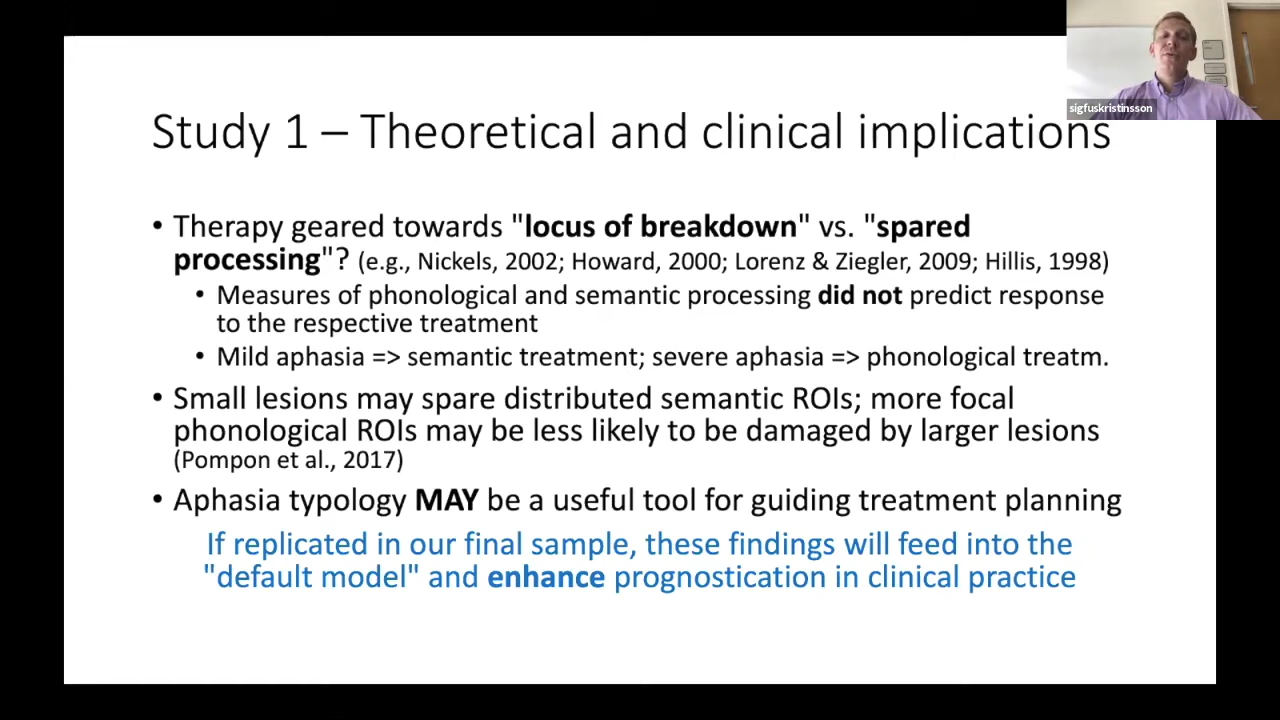 sigfuskristinsson
Study 1 – Theoretical and clinical implications
• Therapy geared towards "locus of breakdown" vs. "spared
processing"? (e.g., Nickels, 2002; Howard, 2000; Lorenz & Ziegler, 2009; Hillis, 1998)
• Measures of phonological and semantic processing did not predict response
to the respective treatment
• Mild aphasia => semantic treatment; severe aphasia => phonological treatm.
• Small lesions may spare distributed semantic ROIs; more focal
phonological ROIs may be less likely to be damaged by larger lesions
(Pompon et al., 2017)
• Aphasia typology MAY be a useful tool for guiding treatment planning
If replicated in our final sample, these findings will feed into the
"default model" and enhance prognostication in clinical practice